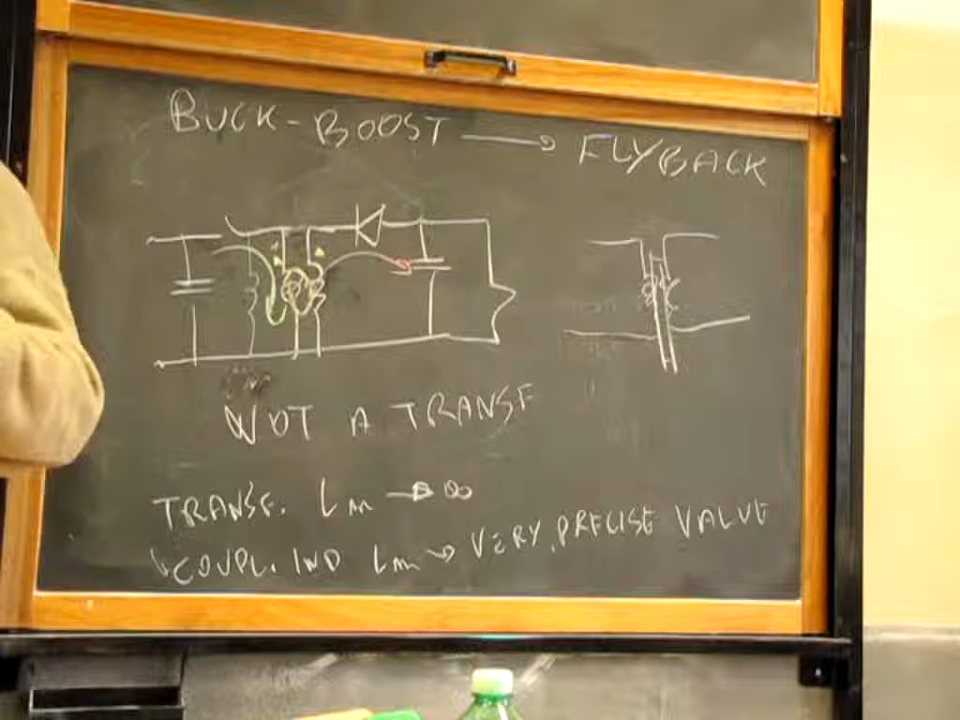 BUCK-BOOST → FLYBACK
NOT A TRANSF
TRANSF. Lm → ∞
↳ COUPL. IND Lm → VERY PRECISE VALUE